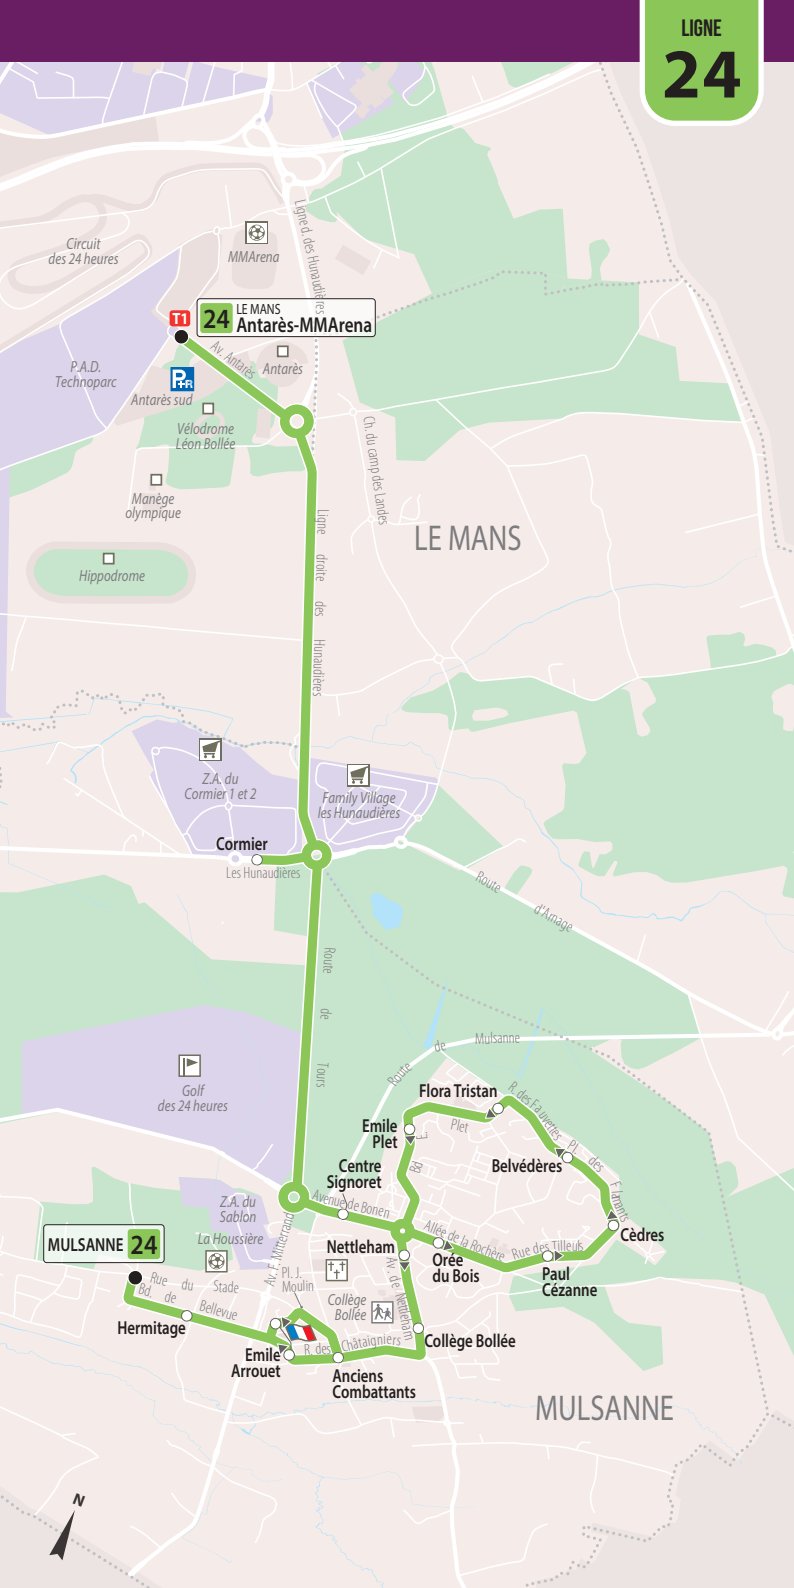 LIGNE
24
Circuit
des 24 heures
MMArena
Ligne d. des Hunaudières
T1
24
LE MANS
Antarès-MMArena
P.A.D.
Technoparc
Av. Antarès
Antarès
P+R
Antarès sud
Vélodrome
Léon Bollée
Ch. du camp des Landes
Manège
olympique
LE MANS
Ligne droite des Hunaudières
Hippodrome
Z.A. du
Cormier 1 et 2
Family Village
les Hunaudières
Cormier
Les Hunaudières
Route d'Arnage
Route de Tours
Route de Mulsanne
Golf
des 24 heures
Flora Tristan
R. des Fauvettes
Emile
Plet
Bd E. Plet
Belvédères
Pl. des
Centre
Signoret
Avenue de Bonen
Z.A. du
Sablon
La Houssière
Av. F. Mitterrand
Allée de la Rochère
Rue des Tilleuls
Cèdres
MULSANNE 24
Nettleham
Orée
du Bois
Paul
Cézanne
Av. de Nettleham
Rue du Stade
Bd. de Bellevue
Pl. J.
Moulin
Collège
Bollée
Hermitage
Collège Bollée
R. des Châtaigniers
Emile
Arrouet
Anciens
Combattants
MULSANNE
N